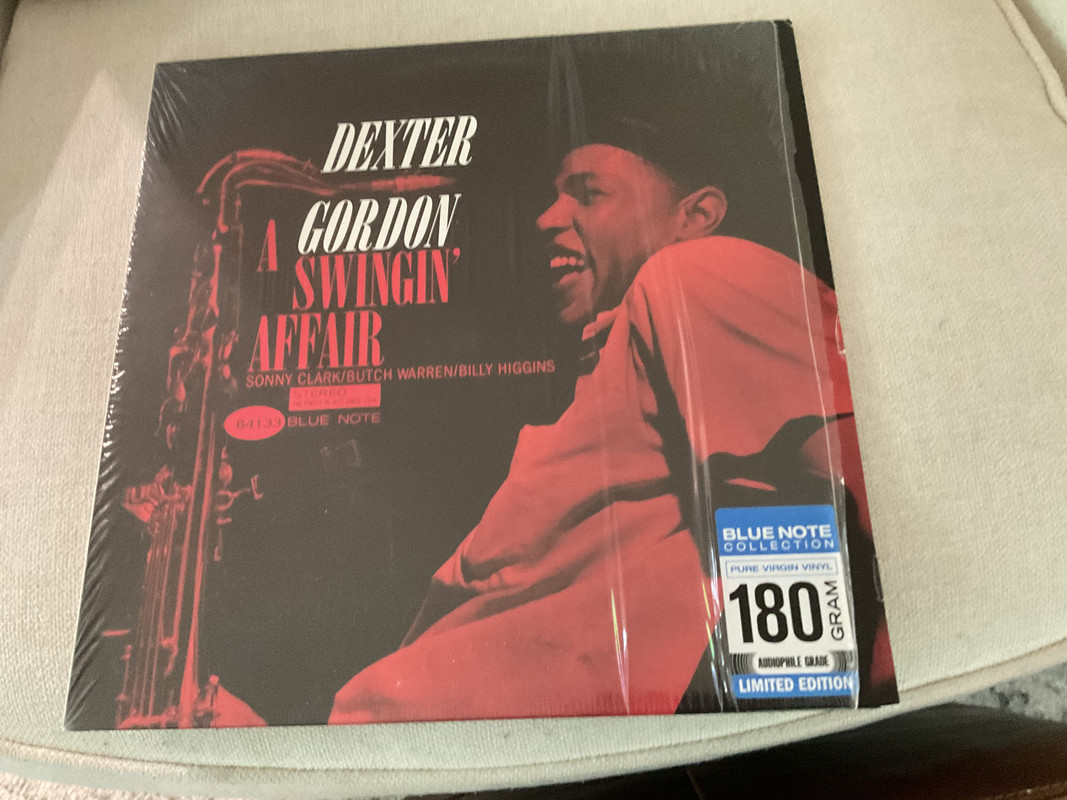 DEXTER
GORDON
A
SWINGIN'
AFFAIR
SONNY CLARK/BUTCH WARREN/BILLY HIGGINS
STEREO
84133 BLUE NOTE
BLUE NOTE
COLLECTION
PURE VIRGIN VINYL
180 GRAM
AUDIOPHILE GRADE
LIMITED EDITION